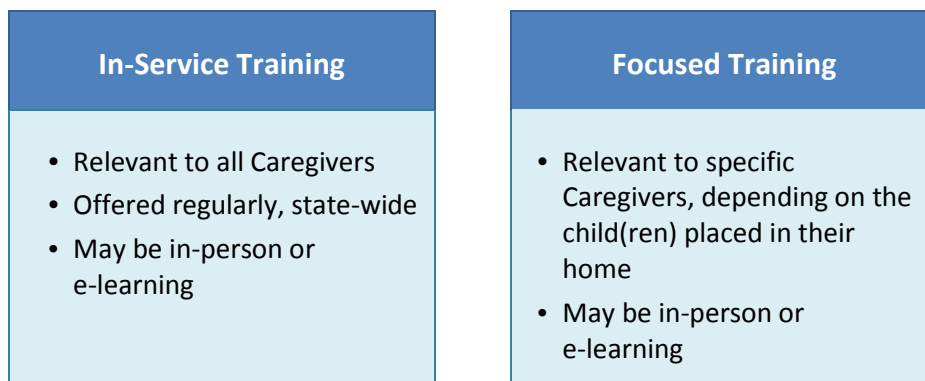 In-Service Training
• Relevant to all Caregivers
• Offered regularly, state-wide
• May be in-person or
e-learning
Focused Training
• Relevant to specific
Caregivers, depending on the
child(ren) placed in their
home
• May be in-person or
e-learning